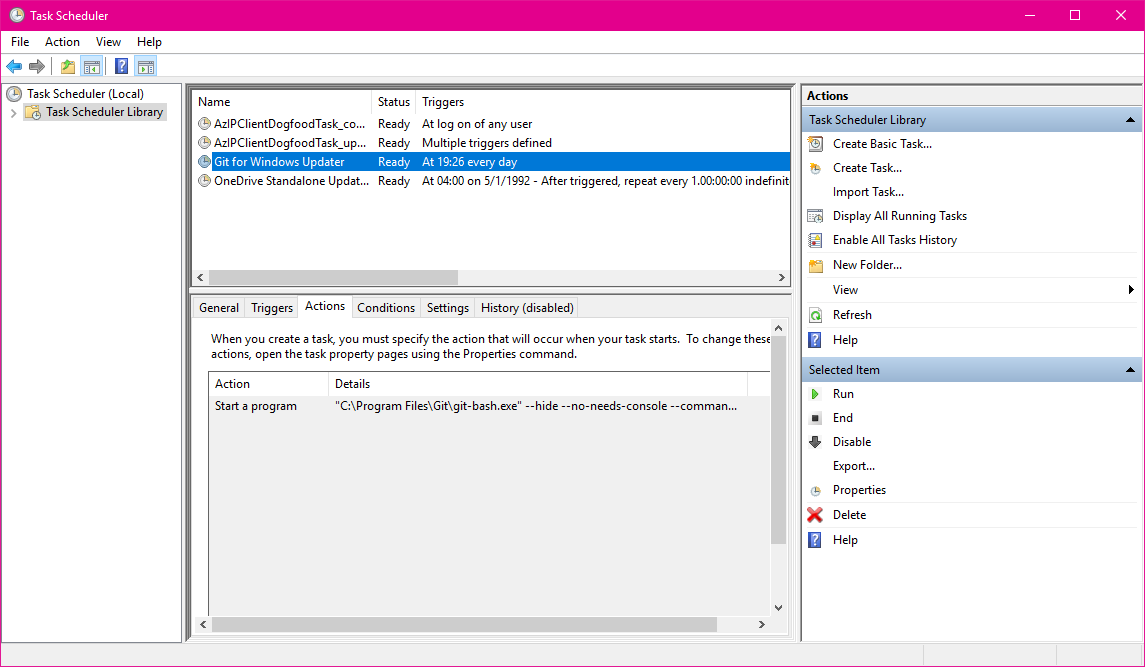 Task Scheduler
File Action View Help
Task Scheduler (Local)
Task Scheduler Library
Name Status Triggers
AzIPClientDogfoodTask_co... Ready At log on of any user
AzIPClientDogfoodTask_up... Ready Multiple triggers defined
Git for Windows Updater Ready At 19:26 every day
OneDrive Standalone Updat... Ready At 04:00 on 5/1/1992 - After triggered, repeat every 1.00:00:00 indefinit
General Triggers Actions Conditions Settings History (disabled)
When you create a task, you must specify the action that will occur when your task starts. To change these
actions, open the task property pages using the Properties command.
Action Details
Start a program "C:\Program Files\Git\git-bash.exe" --hide --no-needs-console --comman...
Actions
Task Scheduler Library
Create Basic Task...
Create Task...
Import Task...
Display All Running Tasks
Enable All Tasks History
New Folder...
View
Refresh
Help
Selected Item
Run
End
Disable
Export...
Properties
Delete
Help